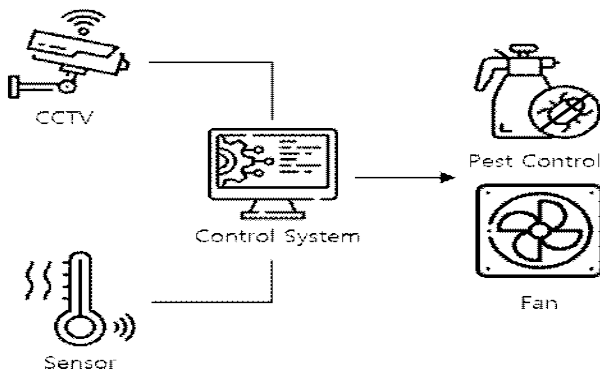 CCTV
Pest Control
Control System
Fan
Sensor